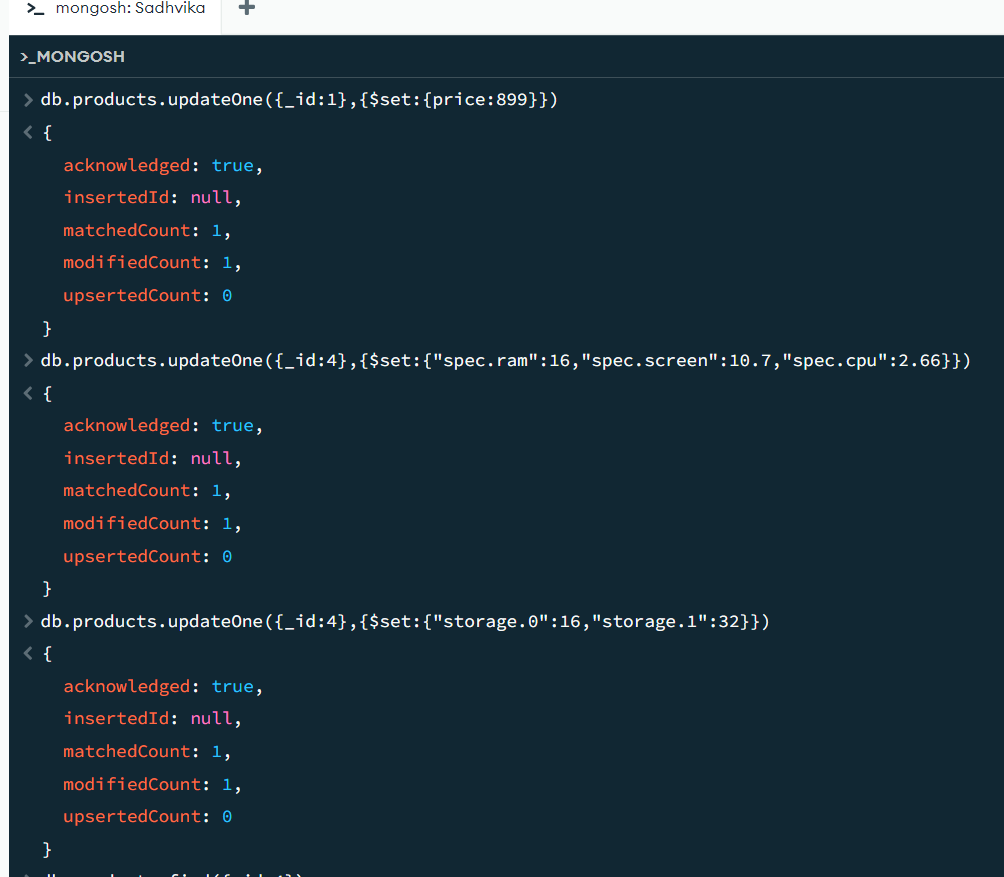 >_ mongosh: Sadhvika +
>_MONGOSH
> db.products.updateOne({_id:1},{$set:{price:899}})
< {
acknowledged: true,
insertedId: null,
matchedCount: 1,
modifiedCount: 1,
upsertedCount: 0
}
> db.products.updateOne({_id:4},{$set:{"spec.ram":16,"spec.screen":10.7,"spec.cpu":2.66}})
< {
acknowledged: true,
insertedId: null,
matchedCount: 1,
modifiedCount: 1,
upsertedCount: 0
}
> db.products.updateOne({_id:4},{$set:{"storage.0":16,"storage.1":32}})
< {
acknowledged: true,
insertedId: null,
matchedCount: 1,
modifiedCount: 1,
upsertedCount: 0
}